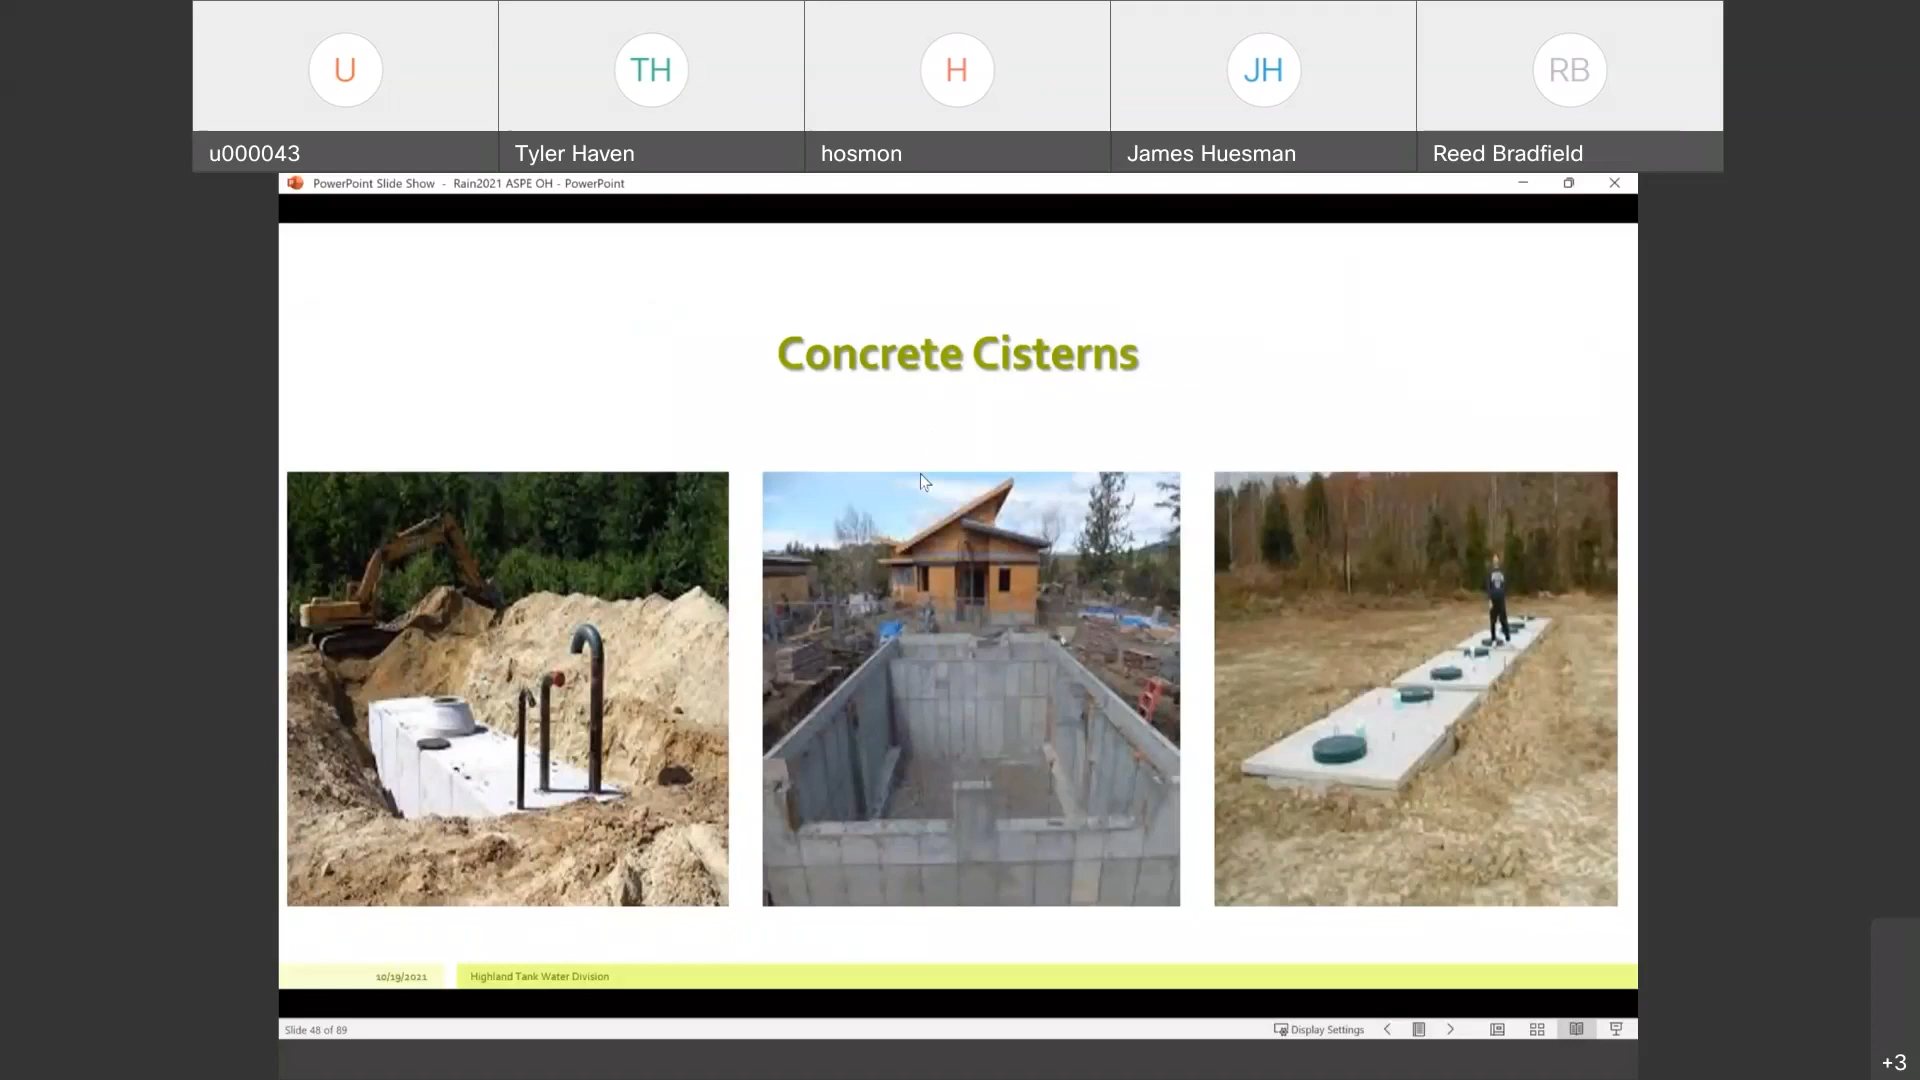 U
TH
H
JH
RB
u000043
Tyler Haven
hosmon
James Huesman
Reed Bradfield
PowerPoint Slide Show - Rain2021 ASPE OH - PowerPoint
Concrete Cisterns
10/19/2021
Highland Tank Water Division
Slide 48 of 89
Display Settings
+3